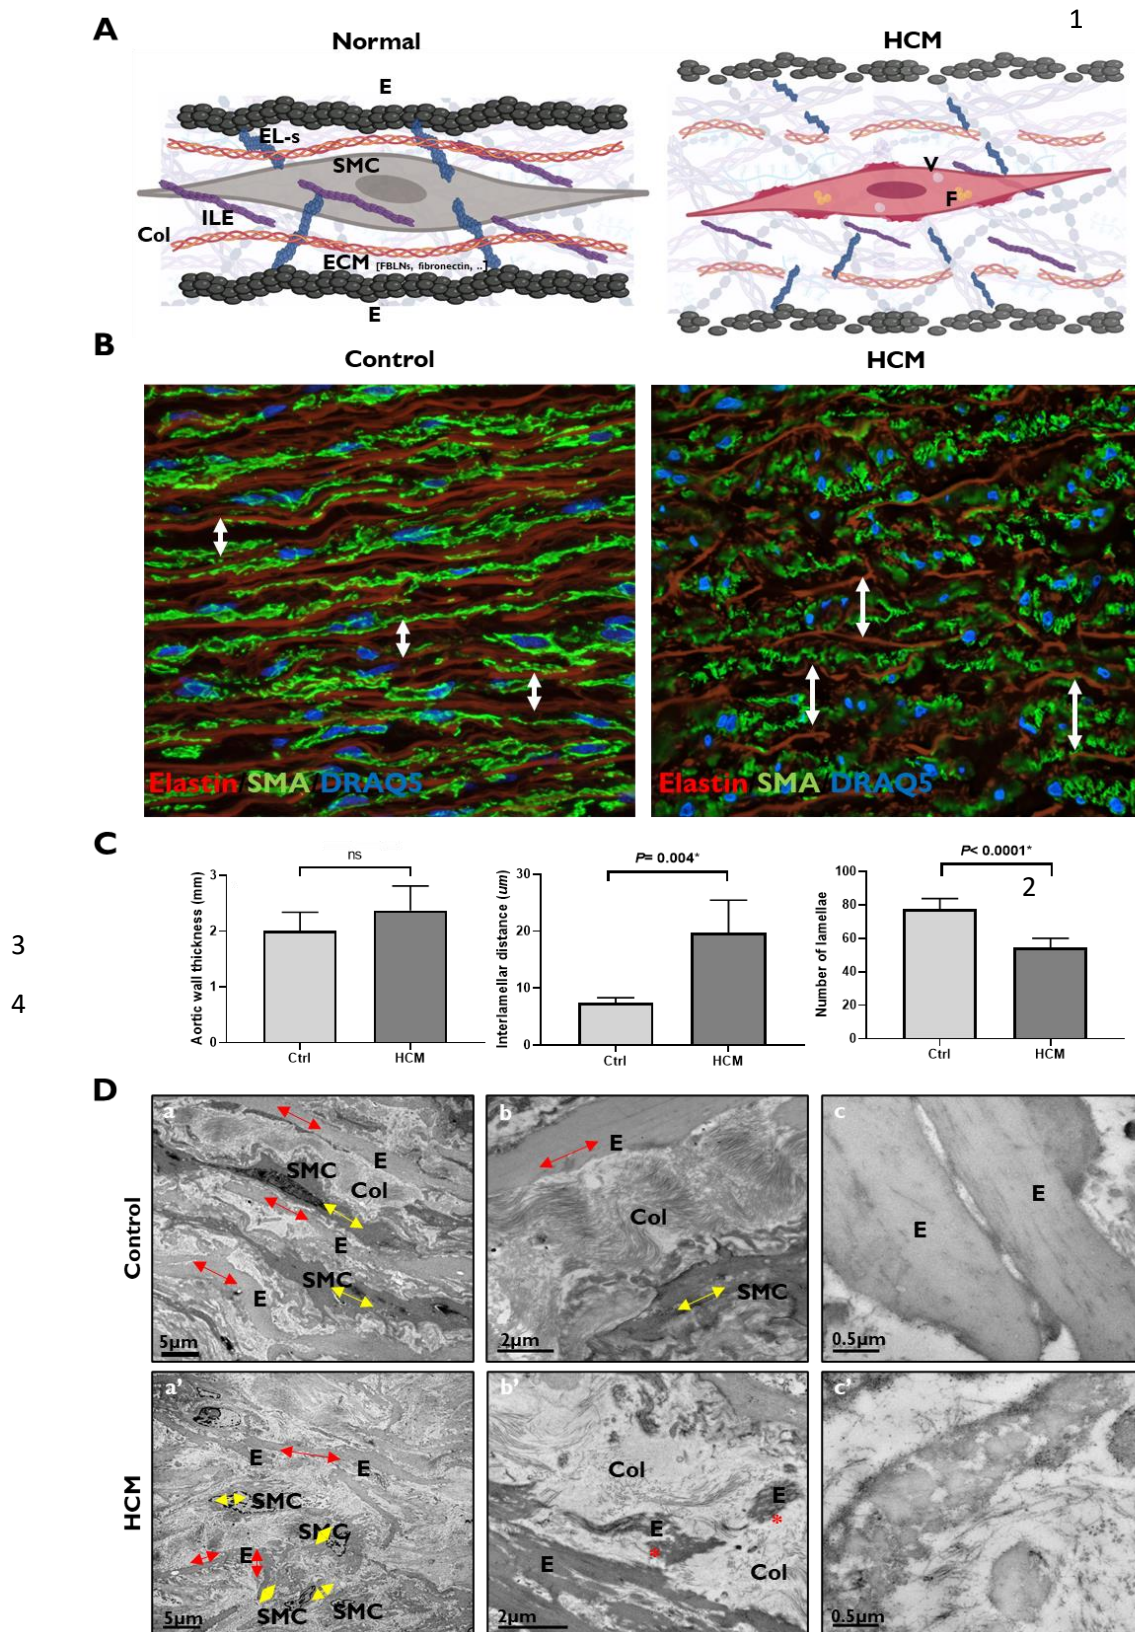 1
A
Normal
HCM
E
EL-s
SMC
ILE
Col
ECM [FBLNs, fibronectin, ..]
E
V
F
B
Control
HCM
Elastin SMA DRAQ5
Elastin SMA DRAQ5
C
3
4
Aortic wall thickness (mm)
3
2
1
0
ns
Ctrl
HCM
Interlamellar distance (um)
30
20
10
0
P= 0.004*
Ctrl
HCM
Number of lamellae
100
80
60
40
20
0
P< 0.0001*
2
Ctrl
HCM
D
Control
a
SMC
E
Col
E
SMC
E
5µm
b
E
Col
SMC
2µm
c
E
E
0.5µm
HCM
a'
E
E
SMC
SMC
E
SMC
SMC
5µm
b'
Col
E
*
E
*
E
Col
2µm
c'
0.5µm